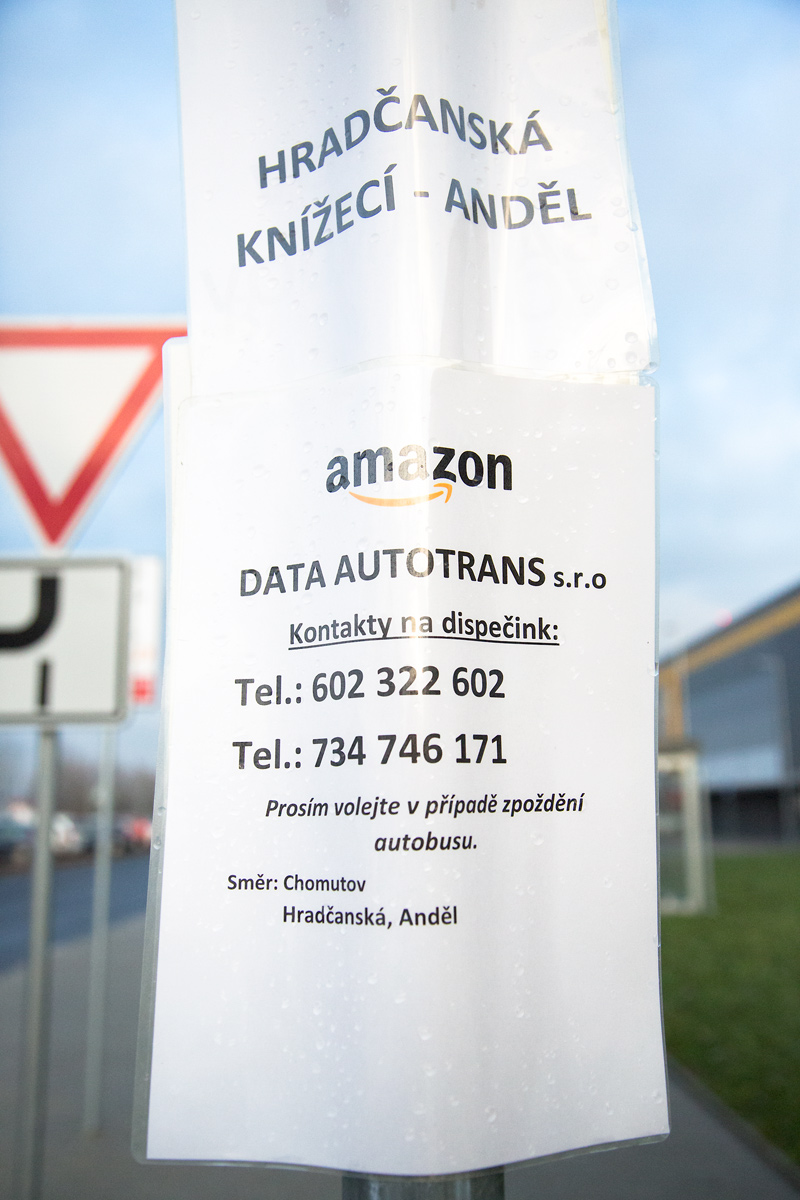 HRADČANSKÁ
KNÍŽECÍ - ANDĚL
amazon
DATA AUTOTRANS s.r.o
Kontakty na dispečink:
Tel.: 602 322 602
Tel.: 734 746 171
Prosím volejte v případě zpoždění
autobusu.
Směr: Chomutov
Hradčanská, Anděl